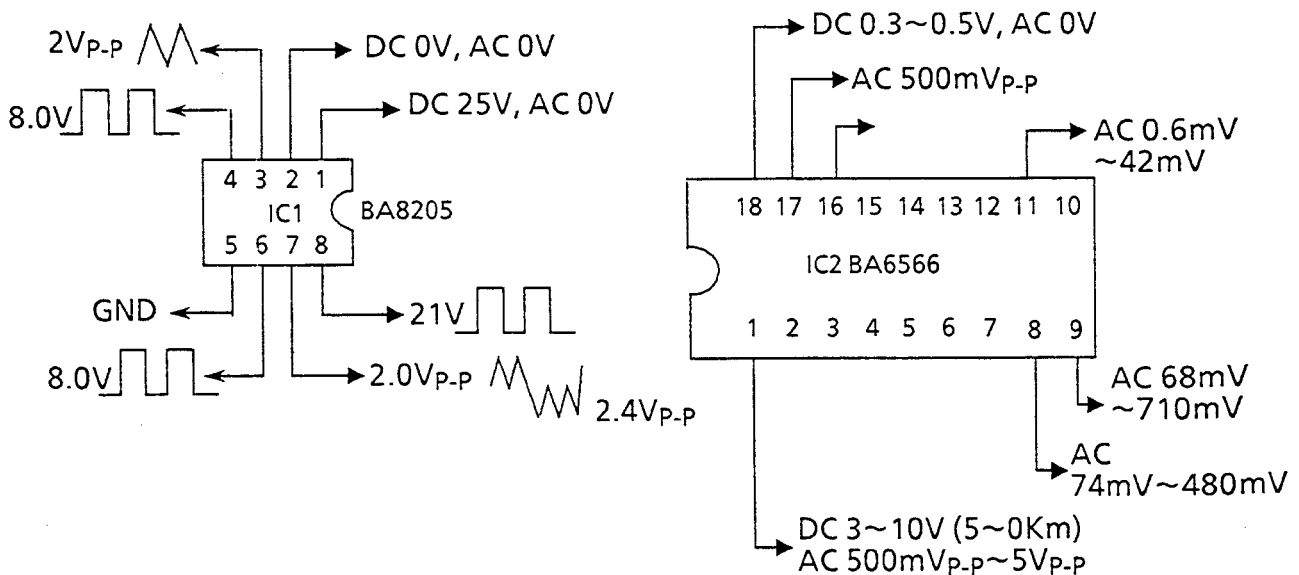 2VP-P
DC 0V, AC 0V
8.0V
DC 25V, AC 0V
4 3 2 1
IC1
BA8205
5 6 7 8
GND
21V
8.0V
2.0VP-P
2.4VP-P
DC 0.3~0.5V, AC 0V
AC 500mVP-P
AC 0.6mV
~42mV
18 17 16 15 14 13 12 11 10
IC2 BA6566
1 2 3 4 5 6 7 8 9
AC 68mV
~710mV
AC
74mV~480mV
DC 3~10V (5~0Km)
AC 500mVP-P~5VP-P